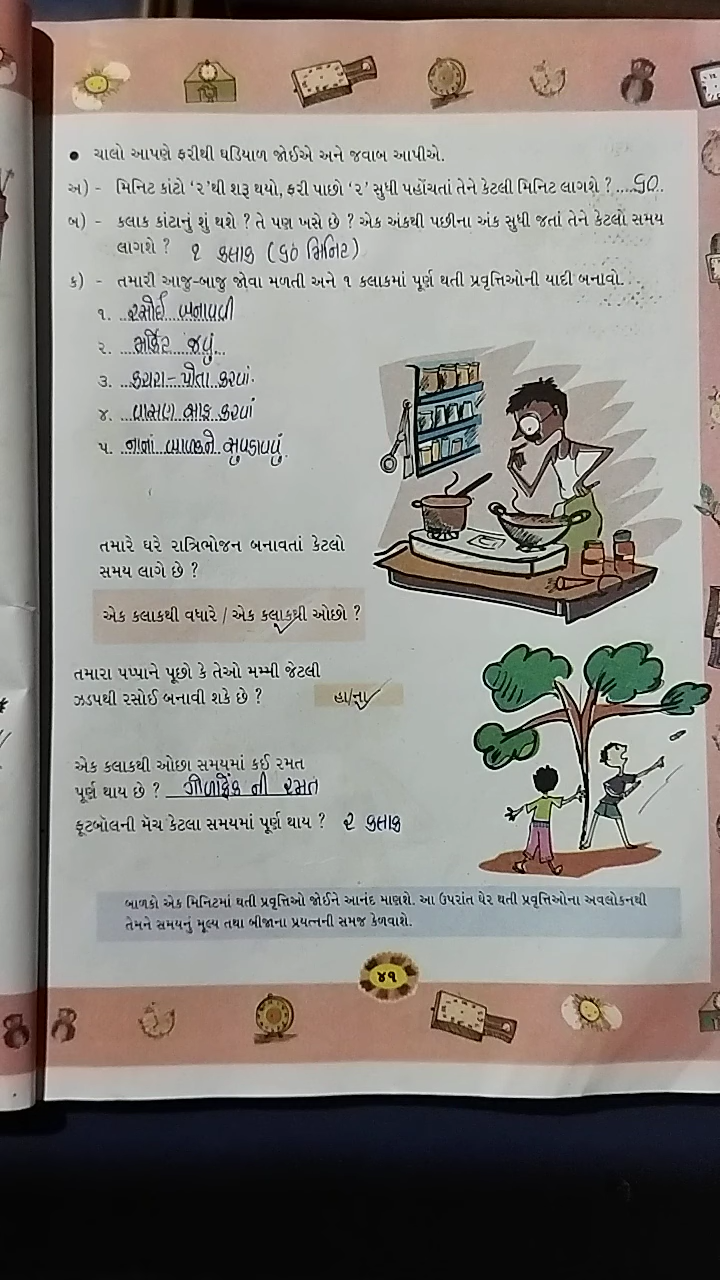 • ચાલો આપણે ફરીથી ઘડિયાળ જોઈએ અને જવાબ આપીએ.
અ) - મિનિટ કાંટો '૨'થી શરૂ થયો, ફરી પાછો '૨' સુધી પહોંચતાં તેને કેટલી મિનિટ લાગશે ?....૬૦..
બ) - કલાક કાંટાનું શું થશે ? તે પણ ખસે છે ? એક અંકથી પછીના અંક સુધી જતાં તેને કેટલો સમય
લાગશે ? ૧ કલાક (૬૦ મિનિટ)
ક) - તમારી આજુ-બાજુ જોવા મળતી અને ૧ કલાકમાં પૂર્ણ થતી પ્રવૃત્તિઓની યાદી બનાવો.
૧. રસોઈ બનાવવી
૨. માર્કેટ જવું
૩. કચરા-પોતા કરવાં.
૪. વાસણ સાફ કરવાં
૫. નાનાં બાળકને સુવડાવવું.
તમારે ઘરે રાત્રિભોજન બનાવતાં કેટલો
સમય લાગે છે ?
એક કલાકથી વધારે / એક કલાકથી ઓછો ?
તમારા પપ્પાને પૂછો કે તેઓ મમ્મી જેટલી
ઝડપથી રસોઈ બનાવી શકે છે ? હા/ના
એક કલાકથી ઓછા સમયમાં કઈ રમત
પૂર્ણ થાય છે ? ગોળાફેંક ની રમત
ફૂટબોલની મૅચ કેટલા સમયમાં પૂર્ણ થાય ? ૨ કલાક
બાળકો એક મિનિટમાં થતી પ્રવૃત્તિઓ જોઈને આનંદ માણશે. આ ઉપરાંત ઘેર થતી પ્રવૃત્તિઓના અવલોકનથી
તેમને સમયનું મૂલ્ય તથા બીજાના પ્રયત્નની સમજ કેળવાશે.
૪૧